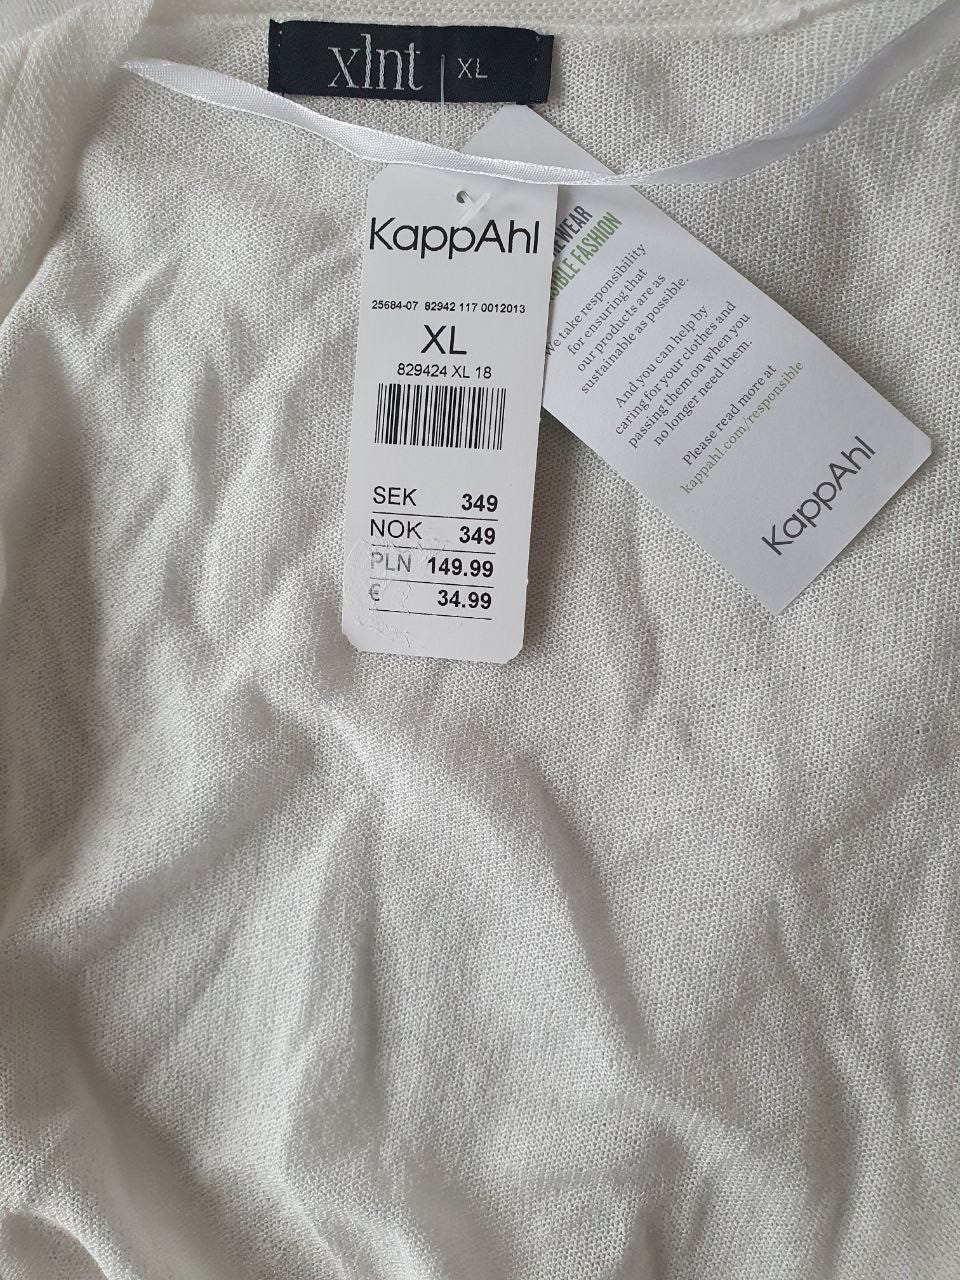 xlnt XL
KappAhl
25684-07 82942 117 0012013
XL
829424 XL 18
SEK 349
NOK 349
PLN 149.99
€ 34.99
FASHION
We take responsibility
for ensuring that
our products are as
sustainable as possible.
And you can help by
caring for your clothes and
passing them on when you
no longer need them.
Please read more at
kappahl.com/responsible
KappAhl